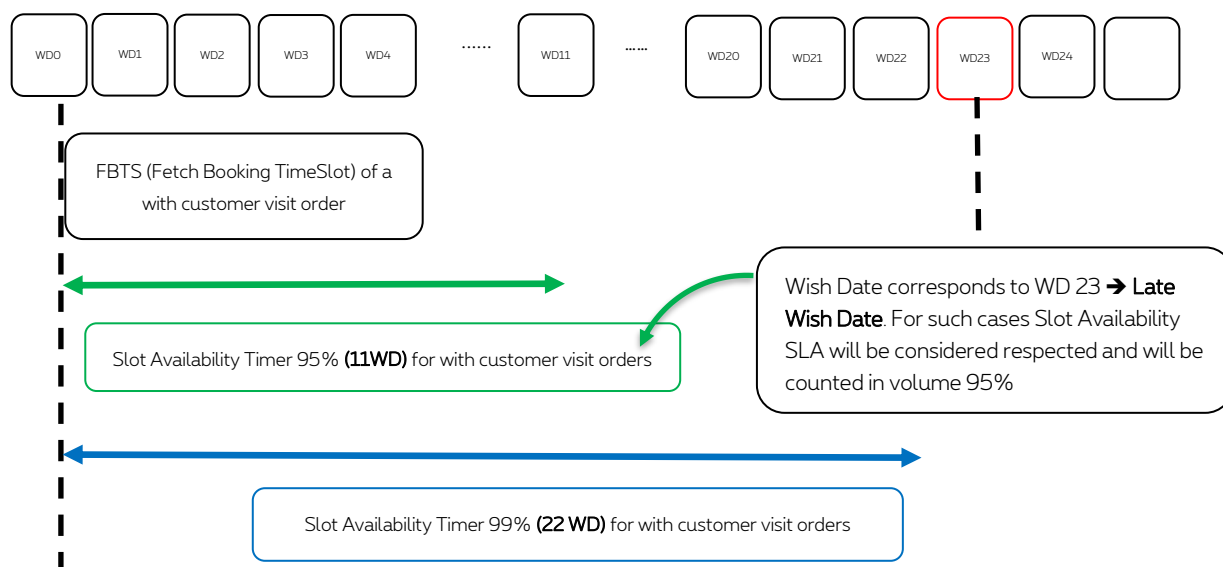 WD0 WD1 WD2 WD3 WD4 ...... WD11 ...... WD20 WD21 WD22 WD23 WD24
FBTS (Fetch Booking TimeSlot) of a
with customer visit order
Wish Date corresponds to WD 23 ➔ Late
Wish Date. For such cases Slot Availability
SLA will be considered respected and will be
counted in volume 95%
Slot Availability Timer 95% (11WD) for with customer visit orders
Slot Availability Timer 99% (22 WD) for with customer visit orders